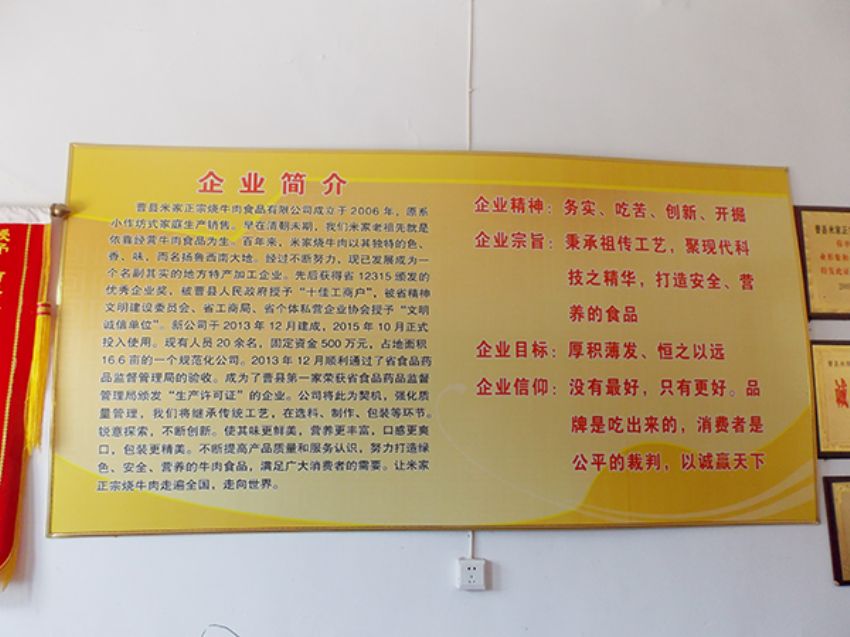 企业简介
曹县米家正宗烧牛肉食品有限公司成立于2006年，原系
小作坊式家庭生产销售。早在清朝末期，我们米家老祖先就是
依靠经营牛肉食品为生。百年来，米家烧牛肉以其独特的色、
香、味，而名扬鲁西南大地。经过不断努力，现已发展成为一
个名副其实的地方特产加工企业。先后获得省12315颁发的
优秀企业奖，被曹县人民政府授予“十佳工商户”，被省精神
文明建设委员会、省工商局、省个体私营企业协会授予“文明
诚信单位”。新公司于2013年12月建成，2015年10月正式
投入使用。现有人员20余名，固定资金500万元，占地面积
16.6亩的一个规范化公司。2013年12月顺利通过了省食品药
品监督管理局的验收。成为了曹县第一家荣获省食品药品监督
管理局颁发“生产许可证”的企业。公司将此为契机，强化质
量管理，我们将继承传统工艺，在选料、制作、包装等环节。
锐意探索，不断创新。使其味更鲜美，营养更丰富，口感更爽
口，包装更精美。不断提高产品质量和服务认识，努力打造绿
色、安全、营养的牛肉食品，满足广大消费者的需要。让米家
正宗烧牛肉走遍全国，走向世界。
企业精神：务实、吃苦、创新、开掘
企业宗旨：秉承祖传工艺，聚现代科
技之精华，打造安全、营
养的食品
企业目标：厚积薄发、恒之以远
企业信仰：没有最好，只有更好。品
牌是吃出来的，消费者是
公平的裁判，以诚赢天下
曹县米家正
诚